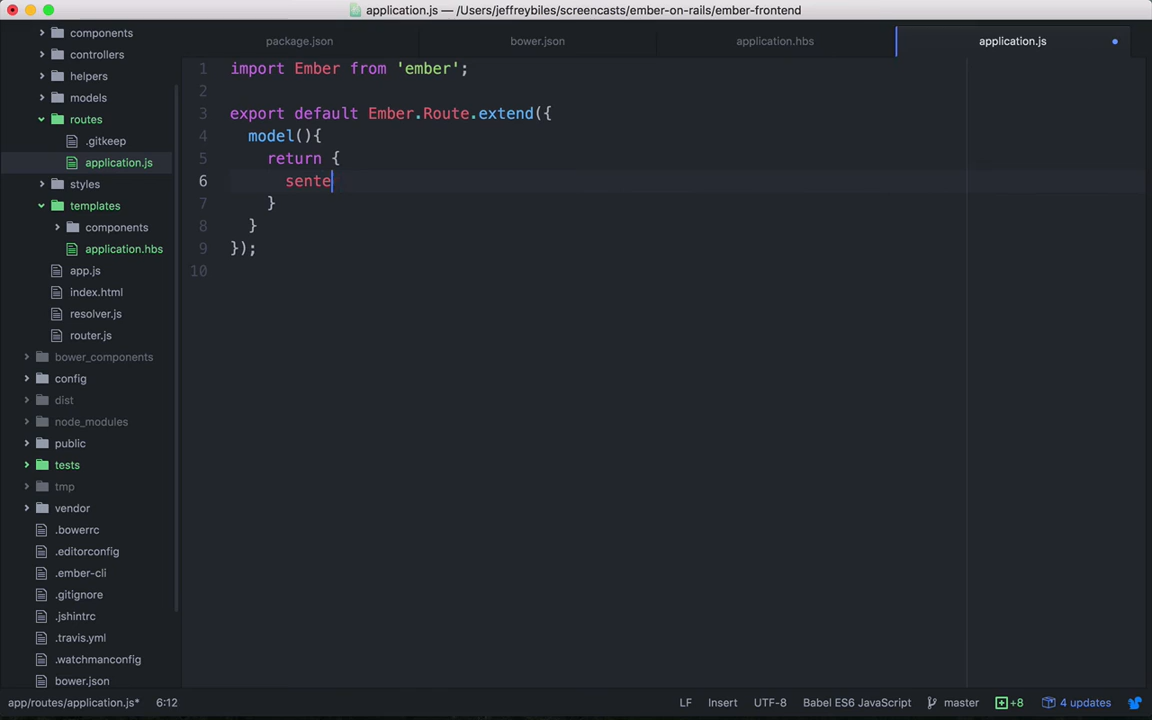 application.js — /Users/jeffreybiles/screencasts/ember-on-rails/ember-frontend
components
controllers
helpers
models
routes
.gitkeep
application.js
styles
templates
components
application.hbs
app.js
index.html
resolver.js
router.js
bower_components
config
dist
node_modules
public
tests
tmp
vendor
.bowerrc
.editorconfig
.ember-cli
.gitignore
.jshintrc
.travis.yml
.watchmanconfig
bower.json
package.json bower.json application.hbs application.js
1 import Ember from 'ember';
2
3 export default Ember.Route.extend({
4 model(){
5 return {
6 sente
7 }
8 }
9 });
10
app/routes/application.js* 6:12 LF Insert UTF-8 Babel ES6 JavaScript master +8 4 updates